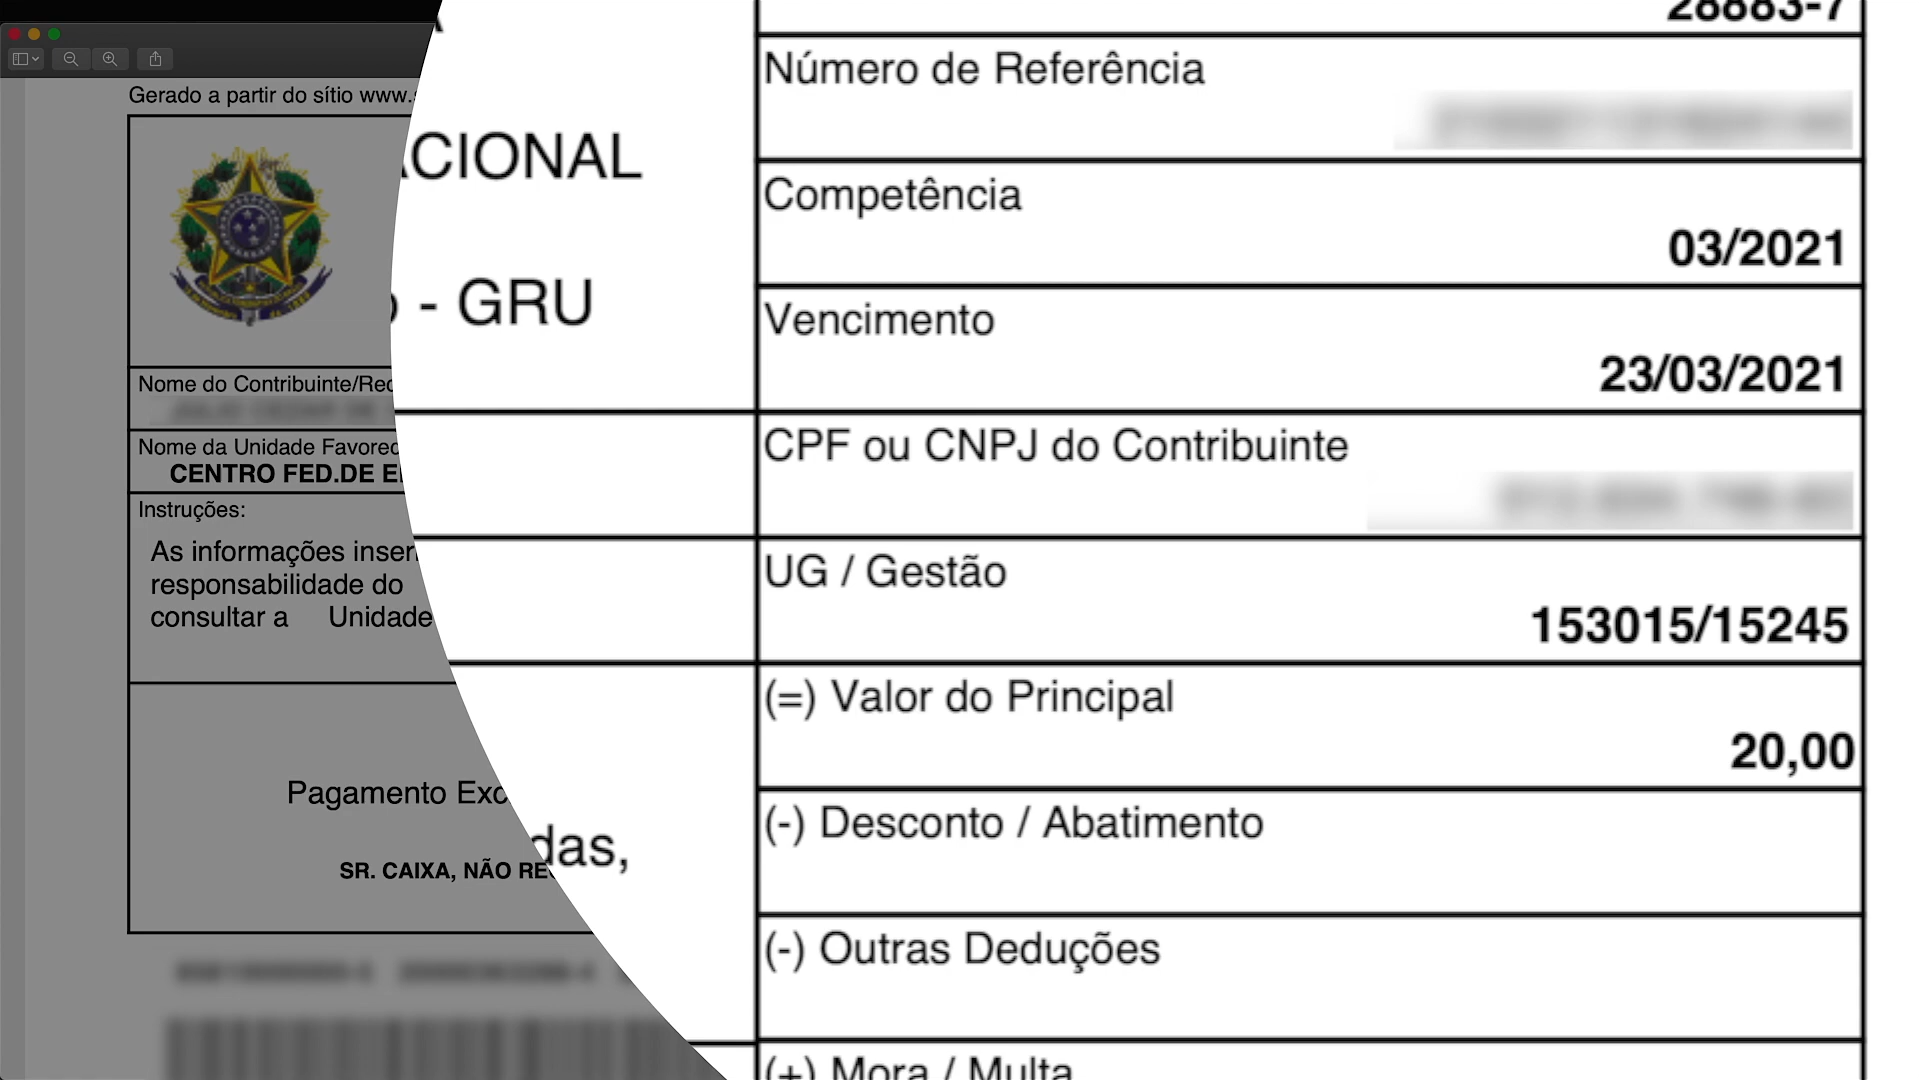 Gerado a partir do sítio www.
CIONAL
- GRU
Nome do Contribuinte/Rec
Nome da Unidade Favorec
CENTRO FED.DE E
Instruções:
As informações inser
responsabilidade do
consultar a Unidade
Pagamento Exc
das,
SR. CAIXA, NÃO RE
28883-7
Número de Referência
Competência
03/2021
Vencimento
23/03/2021
CPF ou CNPJ do Contribuinte
UG / Gestão
153015/15245
(=) Valor do Principal
20,00
(-) Desconto / Abatimento
(-) Outras Deduções
(+) Mora / Multa